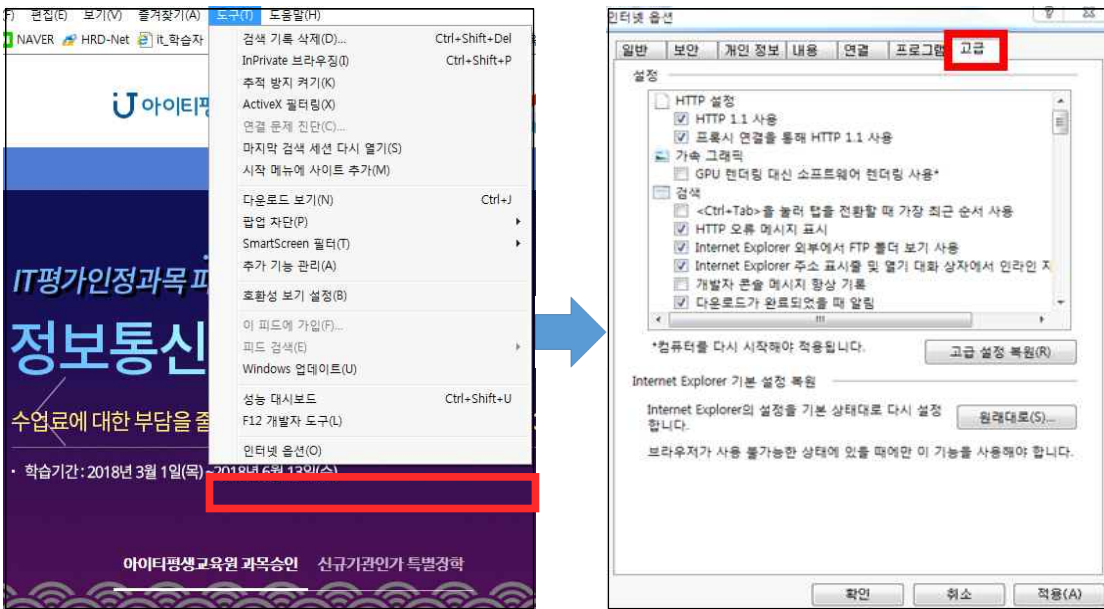 편집(E) 보기(V) 즐겨찾기(A) 도구(T) 도움말(H)
NAVER HRD-Net it_학습자
검색 기록 삭제(D)... Ctrl+Shift+Del
InPrivate 브라우징(I) Ctrl+Shift+P
추적 방지 켜기(K)
ActiveX 필터링(X)
연결 문제 진단(C)...
마지막 검색 세션 다시 열기(S)
시작 메뉴에 사이트 추가(M)
다운로드 보기(N) Ctrl+J
팝업 차단(P)
SmartScreen 필터(T)
추가 기능 관리(A)
호환성 보기 설정(B)
이 피드에 가입(F)...
피드 검색(E)
Windows 업데이트(U)
성능 대시보드 Ctrl+Shift+U
F12 개발자 도구(L)
인터넷 옵션(O)
아이티평
IT평가인정과목
정보통신
수업료에 대한 부담을 줄
· 학습기간 : 2018년 3월 1일(목) ~2018년 6월 13일(수)
아이티평생교육원 과목승인 신규기관인가 특별장학
인터넷 옵션
일반 보안 개인 정보 내용 연결 프로그램 고급
설정
HTTP 설정
HTTP 1.1 사용
프록시 연결을 통해 HTTP 1.1 사용
가속 그래픽
GPU 렌더링 대신 소프트웨어 렌더링 사용*
검색
<Ctrl+Tab>을 눌러 탭을 전환할 때 가장 최근 순서 사용
HTTP 오류 메시지 표시
Internet Explorer 외부에서 FTP 폴더 보기 사용
Internet Explorer 주소 표시줄 및 열기 대화 상자에서 인라인 자
개발자 콘솔 메시지 항상 기록
다운로드가 완료되었을 때 알림
*컴퓨터를 다시 시작해야 적용됩니다.
고급 설정 복원(R)
Internet Explorer 기본 설정 복원
Internet Explorer의 설정을 기본 상태대로 다시 설정
합니다.
원래대로(S)...
브라우저가 사용 불가능한 상태에 있을 때에만 이 기능을 사용해야 합니다.
확인 취소 적용(A)